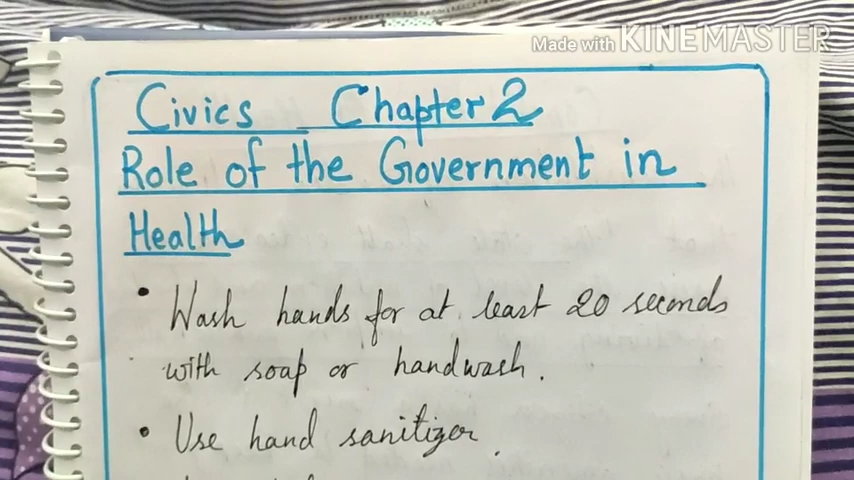 Made with KINEMASTER
Civics Chapter 2
Role of the Government in
Health
• Wash hands for at least 20 seconds
with soap or handwash.
• Use hand sanitizer.